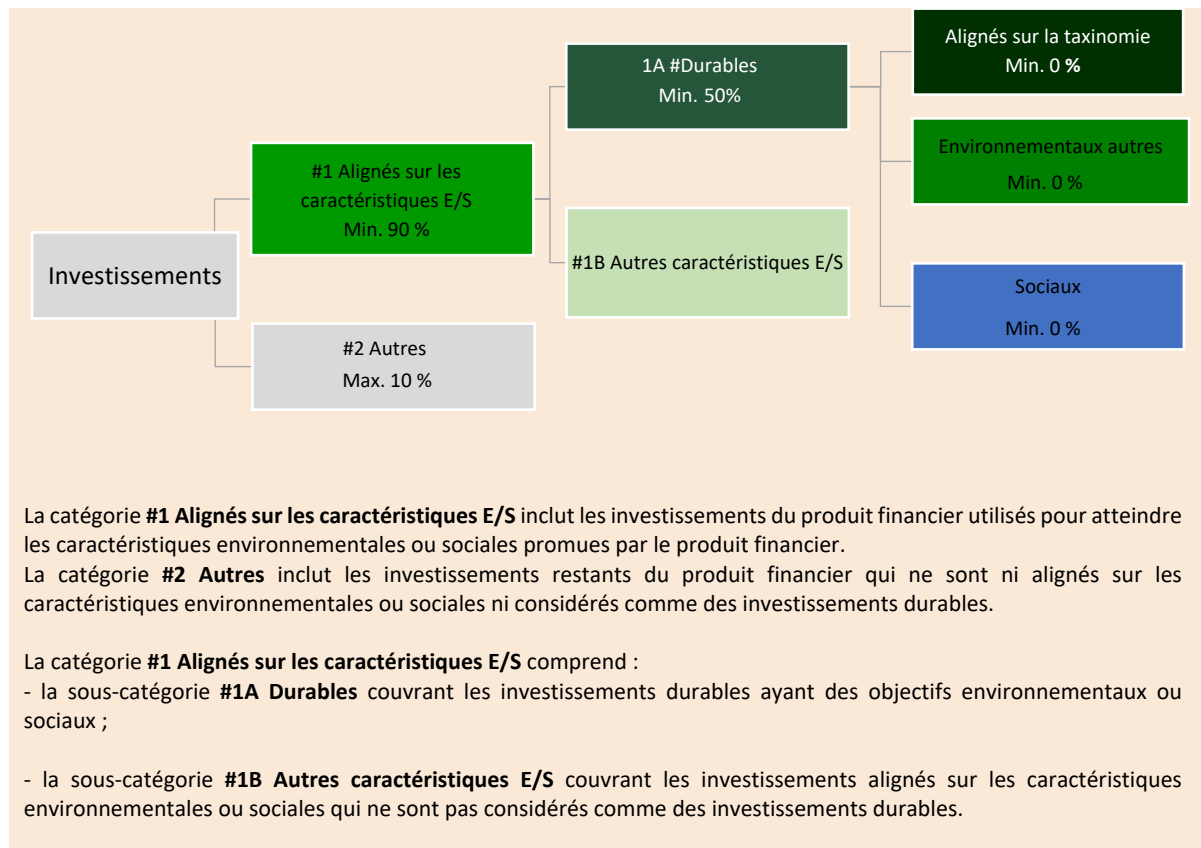 Investissements
#1 Alignés sur les
caractéristiques E/S
Min. 90 %
#2 Autres
Max. 10 %
1A #Durables
Min. 50%
#1B Autres caractéristiques E/S
Alignés sur la taxinomie
Min. 0 %
Environnementaux autres
Min. 0 %
Sociaux
Min. 0 %
La catégorie #1 Alignés sur les caractéristiques E/S inclut les investissements du produit financier utilisés pour atteindre
les caractéristiques environnementales ou sociales promues par le produit financier.
La catégorie #2 Autres inclut les investissements restants du produit financier qui ne sont ni alignés sur les
caractéristiques environnementales ou sociales ni considérés comme des investissements durables.
La catégorie #1 Alignés sur les caractéristiques E/S comprend :
- la sous-catégorie #1A Durables couvrant les investissements durables ayant des objectifs environnementaux ou
sociaux ;
- la sous-catégorie #1B Autres caractéristiques E/S couvrant les investissements alignés sur les caractéristiques
environnementales ou sociales qui ne sont pas considérés comme des investissements durables.